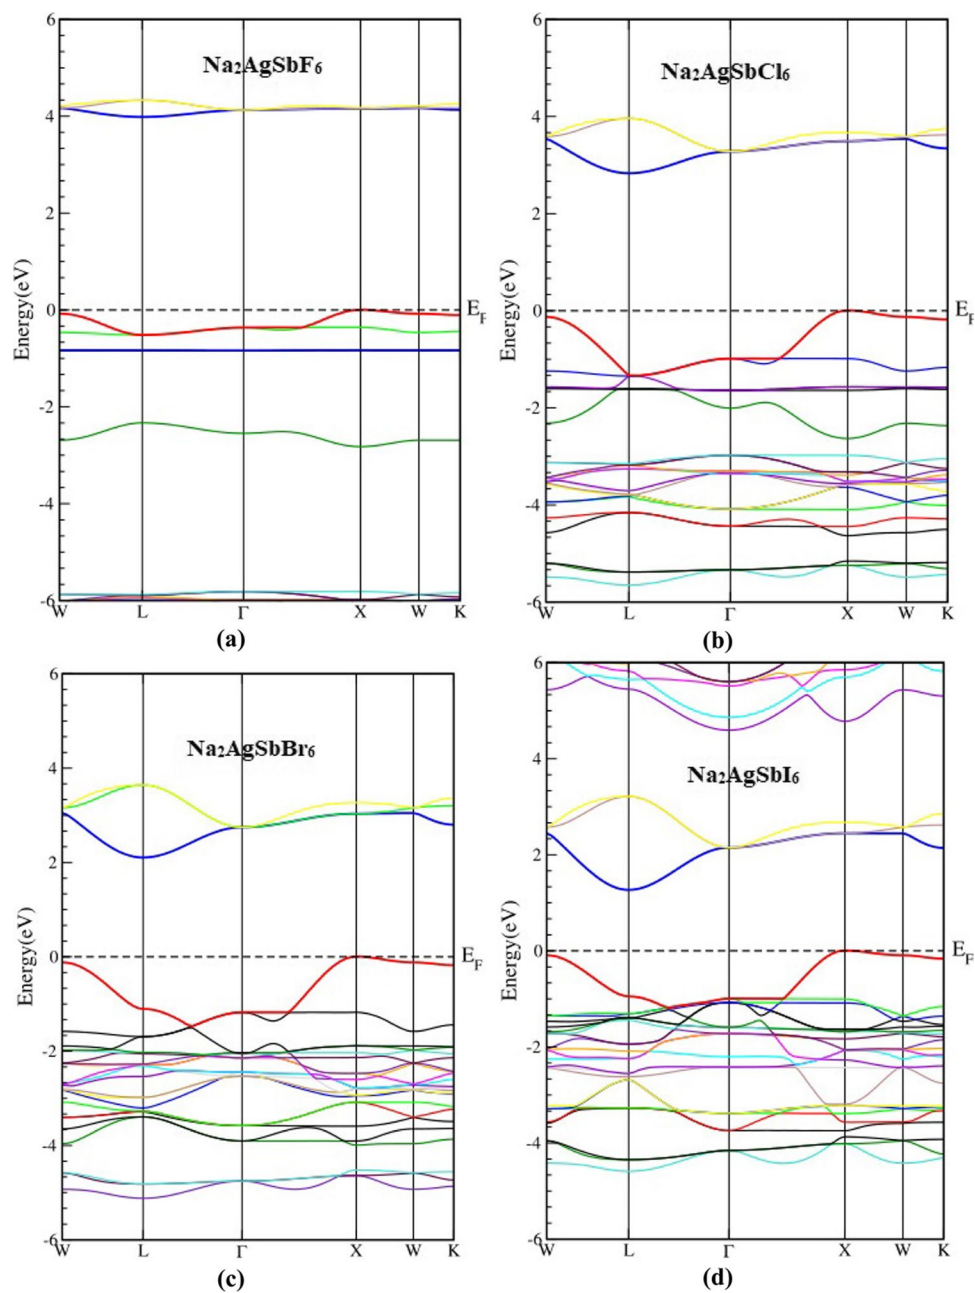 6
4
2
0
-2
-4
-6
Energy(eV)
Na₂AgSbF₆
E_F
W L Γ X W K
(a)
6
4
2
0
-2
-4
-6
Energy(eV)
Na₂AgSbCl₆
E_F
W L Γ X W K
(b)
6
4
2
0
-2
-4
-6
Energy(eV)
Na₂AgSbBr₆
E_F
W L Γ X W K
(c)
6
4
2
0
-2
-4
-6
Energy(eV)
Na₂AgSbI₆
E_F
W L Γ X W K
(d)